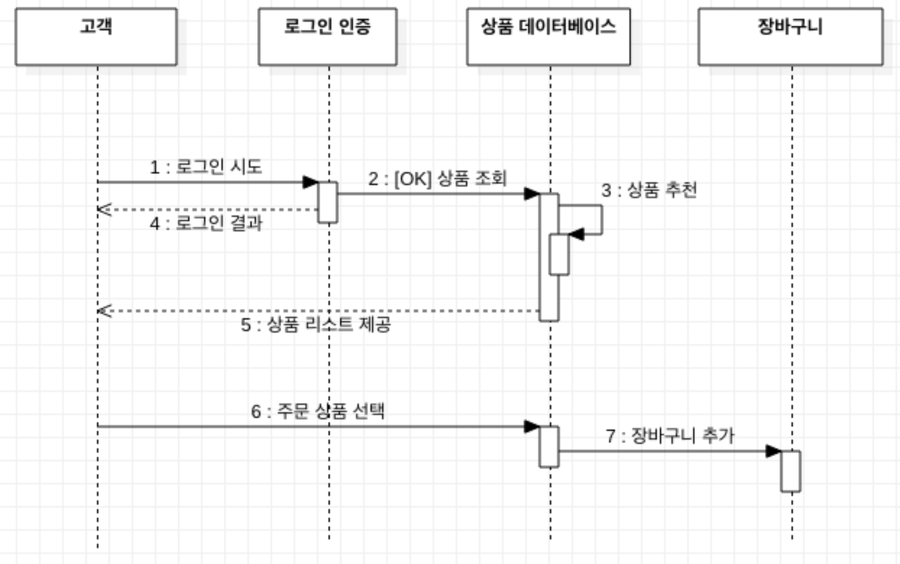 고객
로그인 인증
상품 데이터베이스
장바구니
1 : 로그인 시도
2 : [OK] 상품 조회
3 : 상품 추천
4 : 로그인 결과
5 : 상품 리스트 제공
6 : 주문 상품 선택
7 : 장바구니 추가